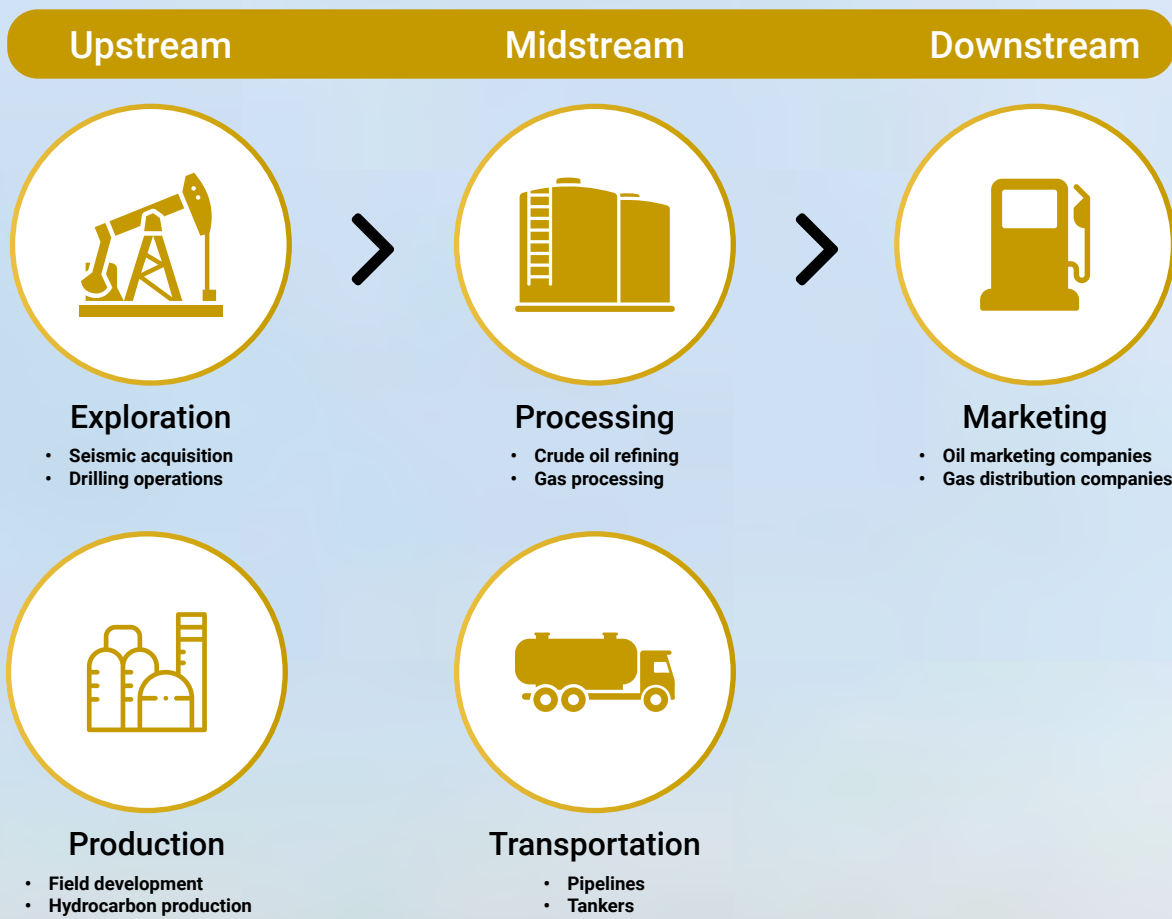 Upstream
Midstream
Downstream
Exploration
• Seismic acquisition
• Drilling operations
Processing
• Crude oil refining
• Gas processing
Marketing
• Oil marketing companies
• Gas distribution companies
Production
• Field development
• Hydrocarbon production
Transportation
• Pipelines
• Tankers